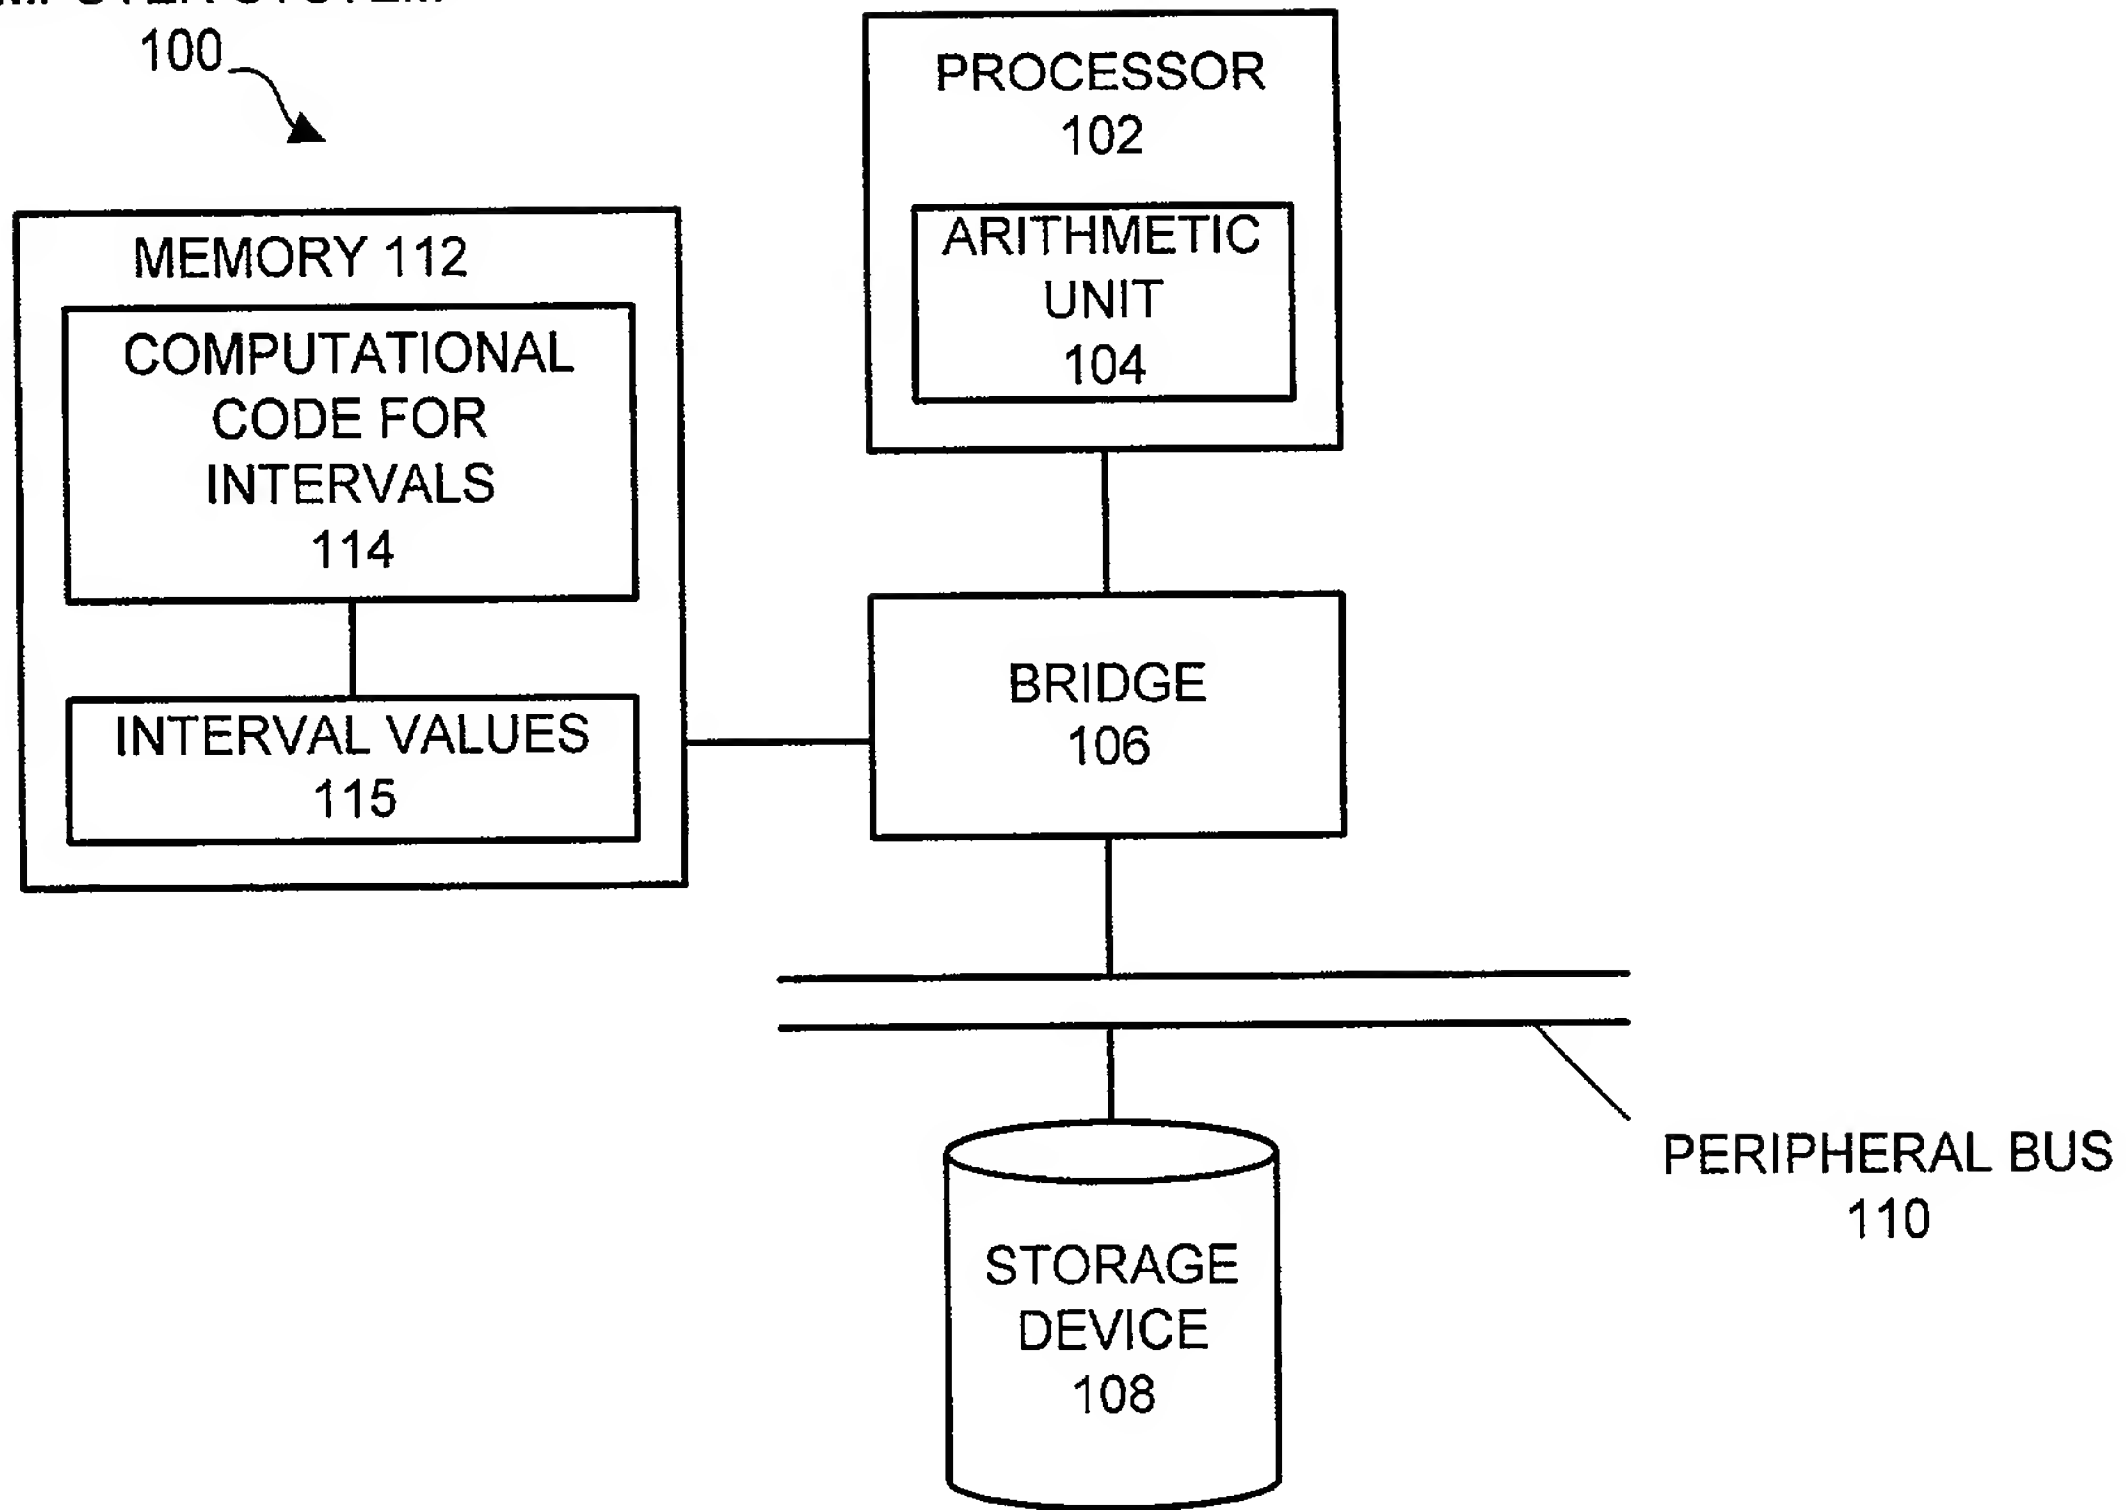 SYSTEM
100
PROCESSOR
102
ARITHMETIC
UNIT
104
MEMORY 112
COMPUTATIONAL
CODE FOR
INTERVALS
114
INTERVAL VALUES
115
BRIDGE
106
PERIPHERAL BUS
110
STORAGE
DEVICE
108